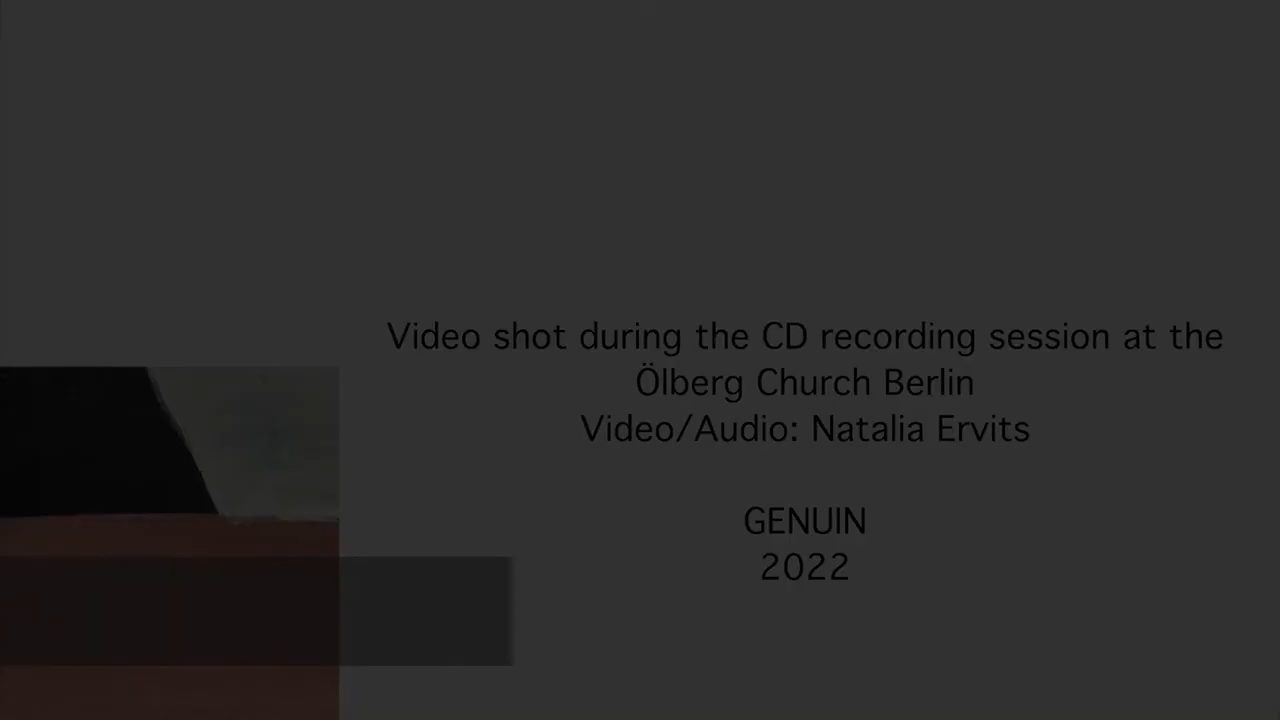 Video shot during the CD recording session at the
Ölberg Church Berlin
Video/Audio: Natalia Ervits
GENUIN
2022